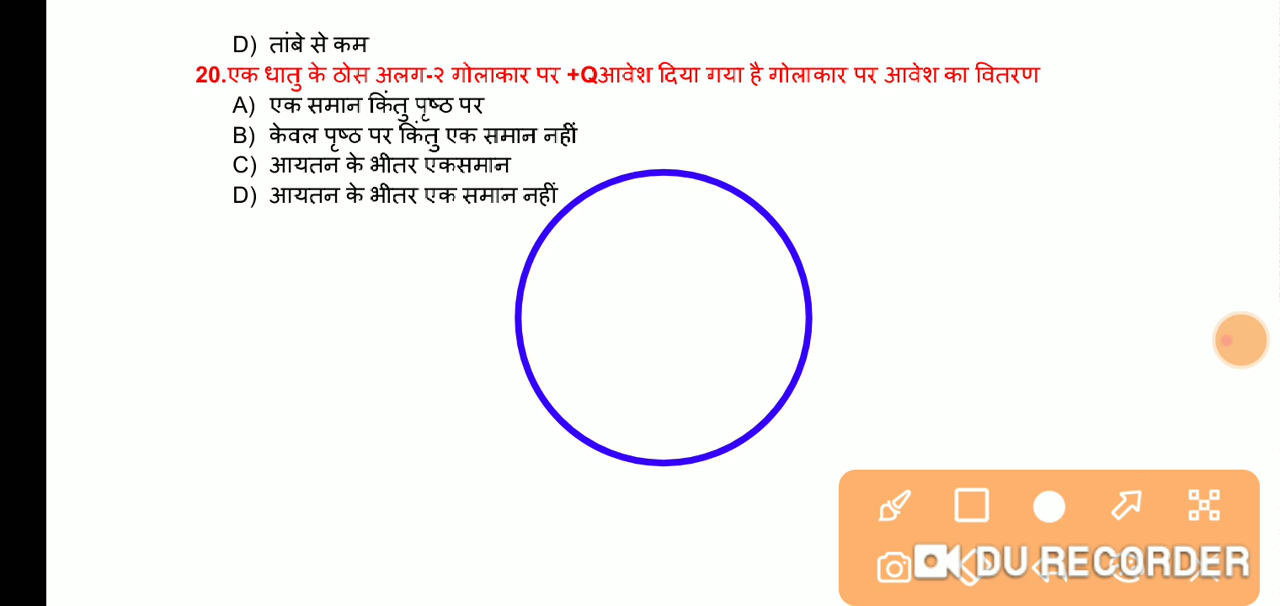 D) तांबे से कम
20.एक धातु के ठोस अलग-२ गोलाकार पर +Qआवेश दिया गया है गोलाकार पर आवेश का वितरण
A) एक समान किंतु पृष्ठ पर
B) केवल पृष्ठ पर किंतु एक समान नहीं
C) आयतन के भीतर एकसमान
D) आयतन के भीतर एक समान नहीं
DU RECORDER